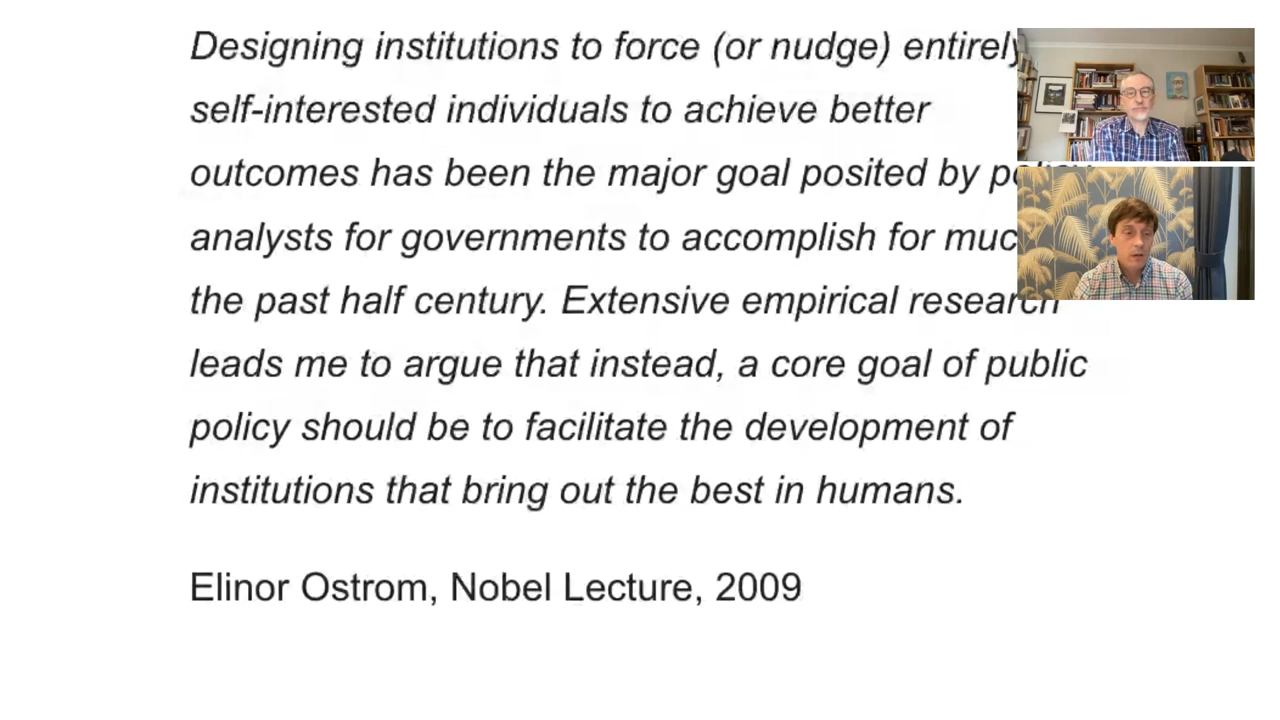 Designing institutions to force (or nudge) entirely
self-interested individuals to achieve better
outcomes has been the major goal posited by
analysts for governments to accomplish for
the past half century. Extensive empirical research
leads me to argue that instead, a core goal of public
policy should be to facilitate the development of
institutions that bring out the best in humans.
Elinor Ostrom, Nobel Lecture, 2009